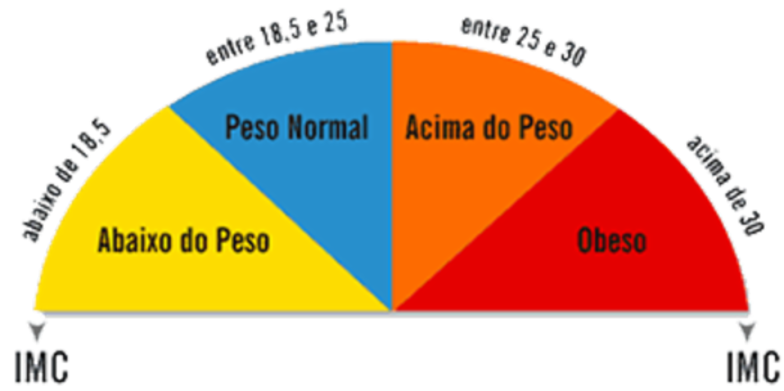 abaixo de 18,5
entre 18,5 e 25
entre 25 e 30
acima de 30
Abaixo do Peso
Peso Normal
Acima do Peso
Obeso
IMC
IMC